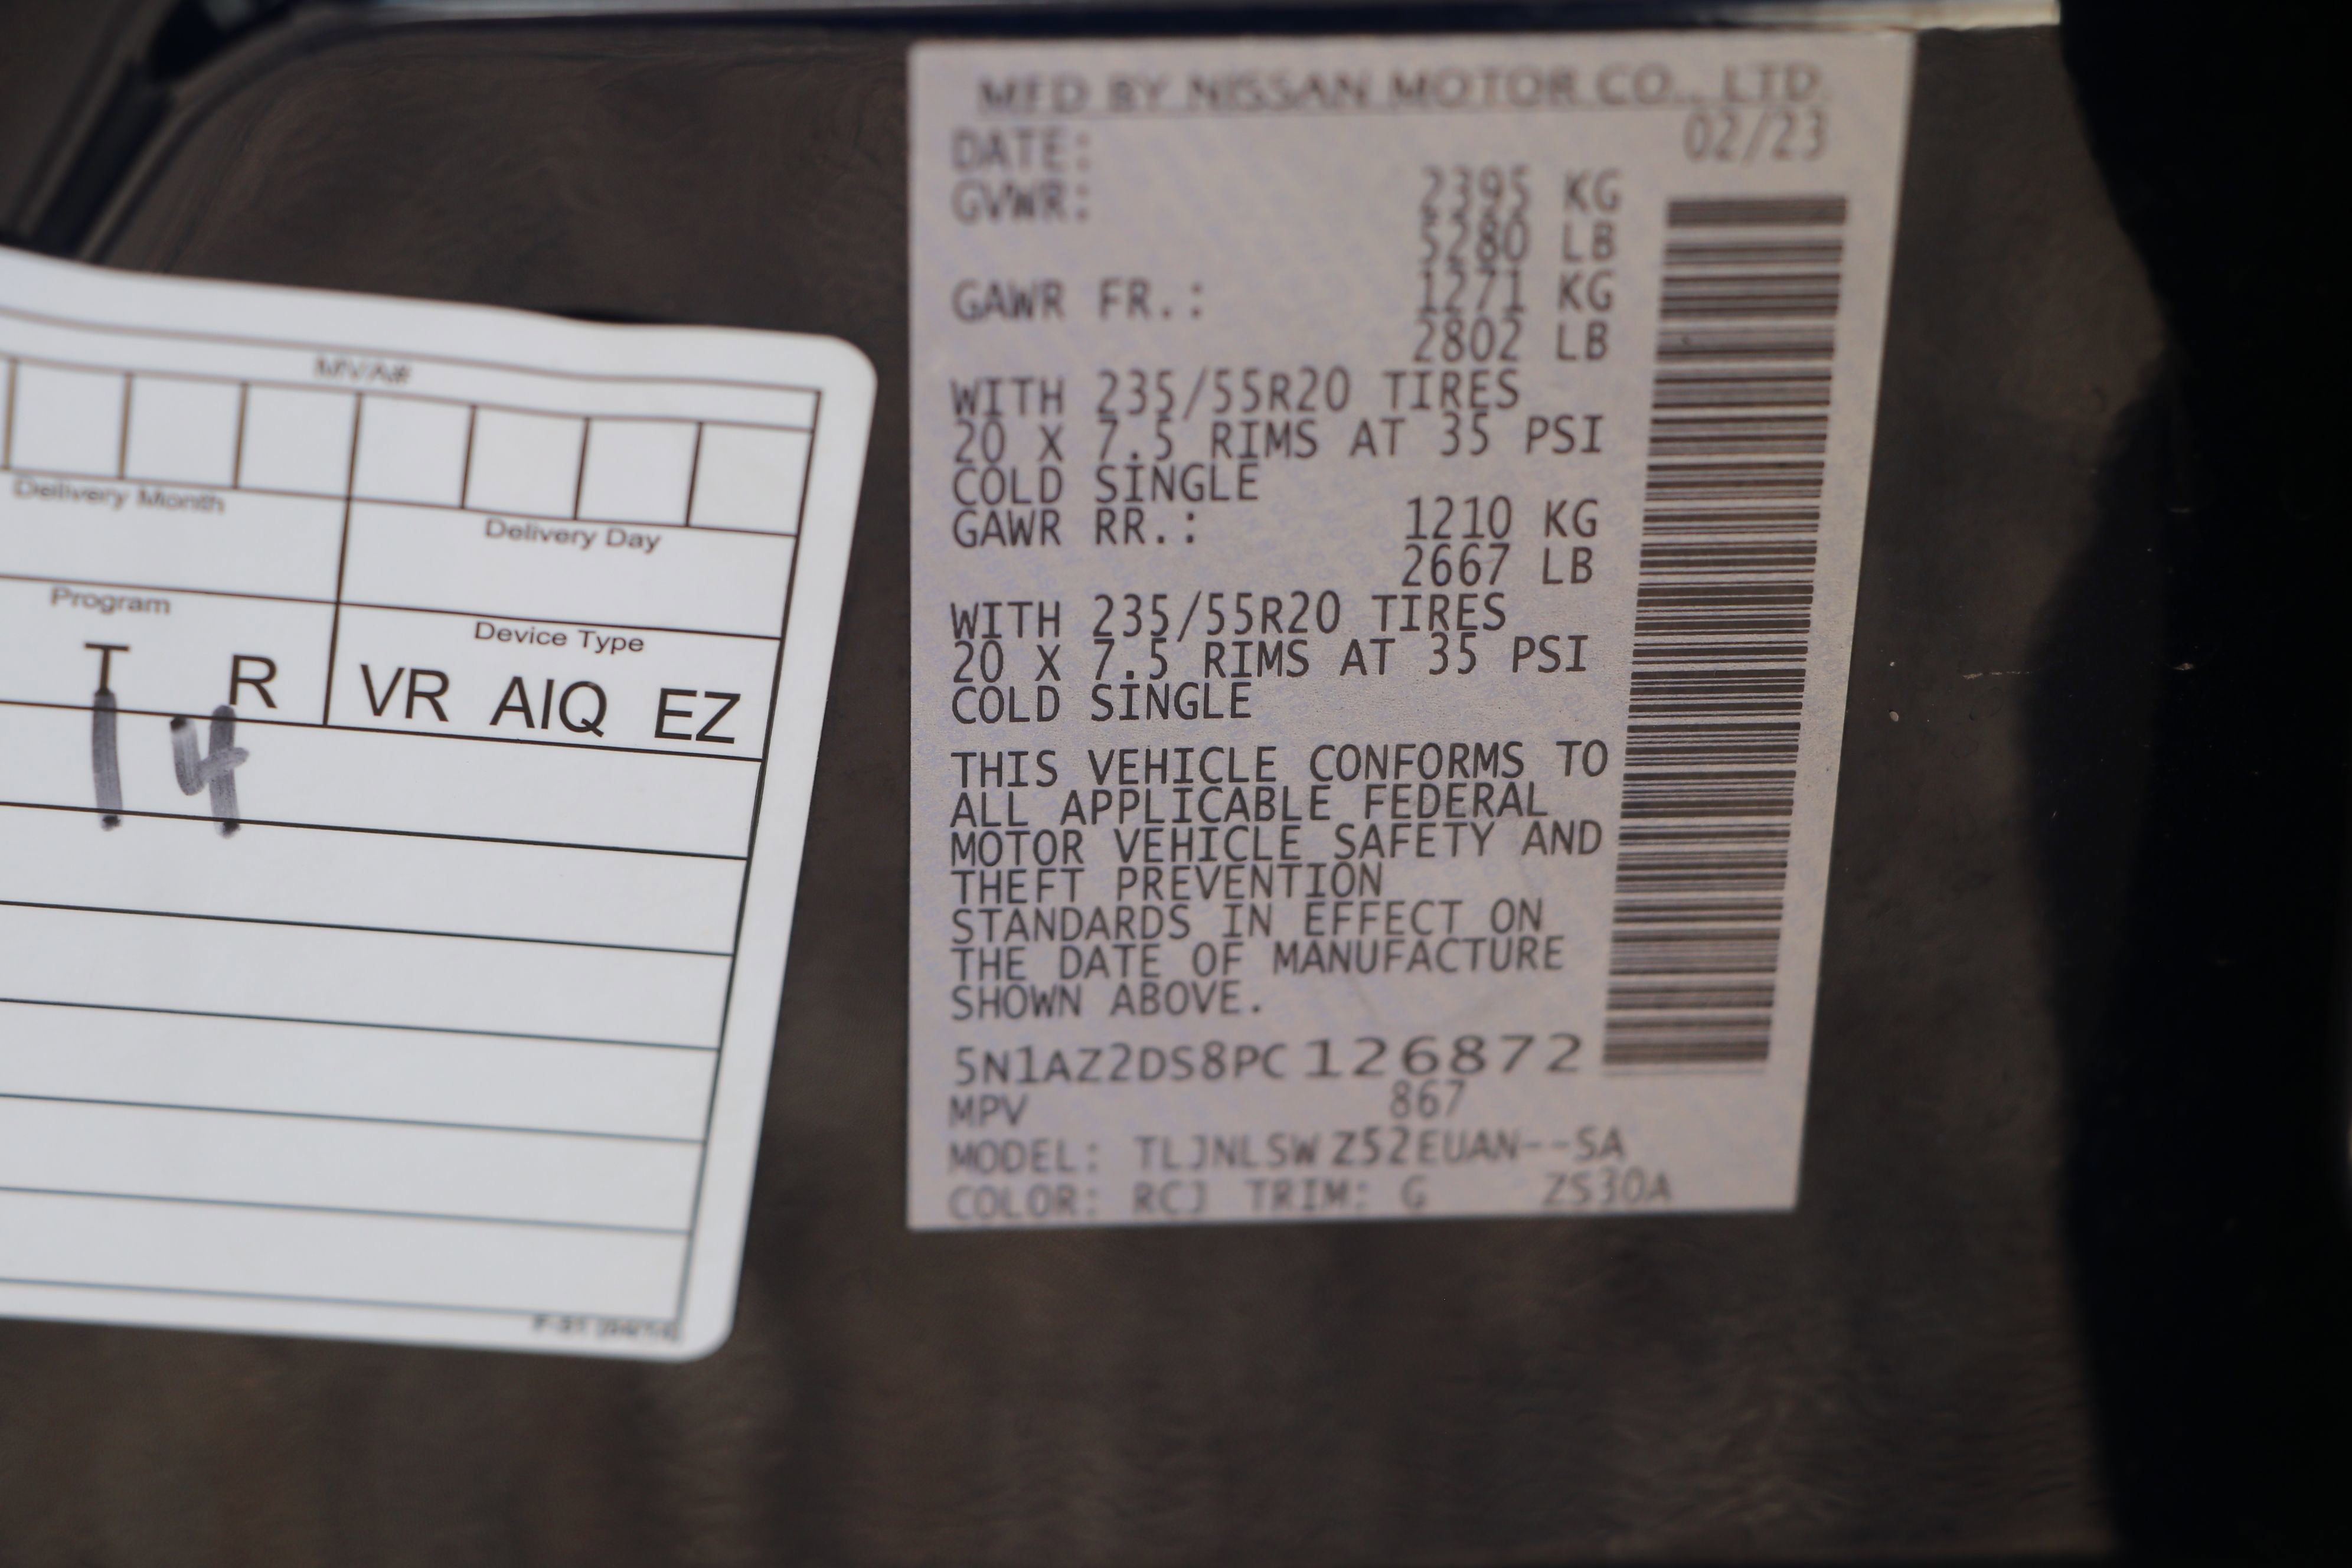 MVA#
Delivery Month
Delivery Day
Program
Device Type
T R
VR AIQ EZ
14
MFD BY NISSAN MOTOR CO., LTD.
DATE: 02/23
GVWR: 2395 KG
5280 LB
GAWR FR.: 1271 KG
2802 LB
WITH 235/55R20 TIRES
20 X 7.5 RIMS AT 35 PSI
COLD SINGLE
GAWR RR.: 1210 KG
2667 LB
WITH 235/55R20 TIRES
20 X 7.5 RIMS AT 35 PSI
COLD SINGLE
THIS VEHICLE CONFORMS TO
ALL APPLICABLE FEDERAL
MOTOR VEHICLE SAFETY AND
THEFT PREVENTION
STANDARDS IN EFFECT ON
THE DATE OF MANUFACTURE
SHOWN ABOVE.
5N1AZ2DS8PC126872
MPV 867
MODEL: TLJNLSWZ52EUAN--SA
COLOR: RCJ TRIM: G ZS30A